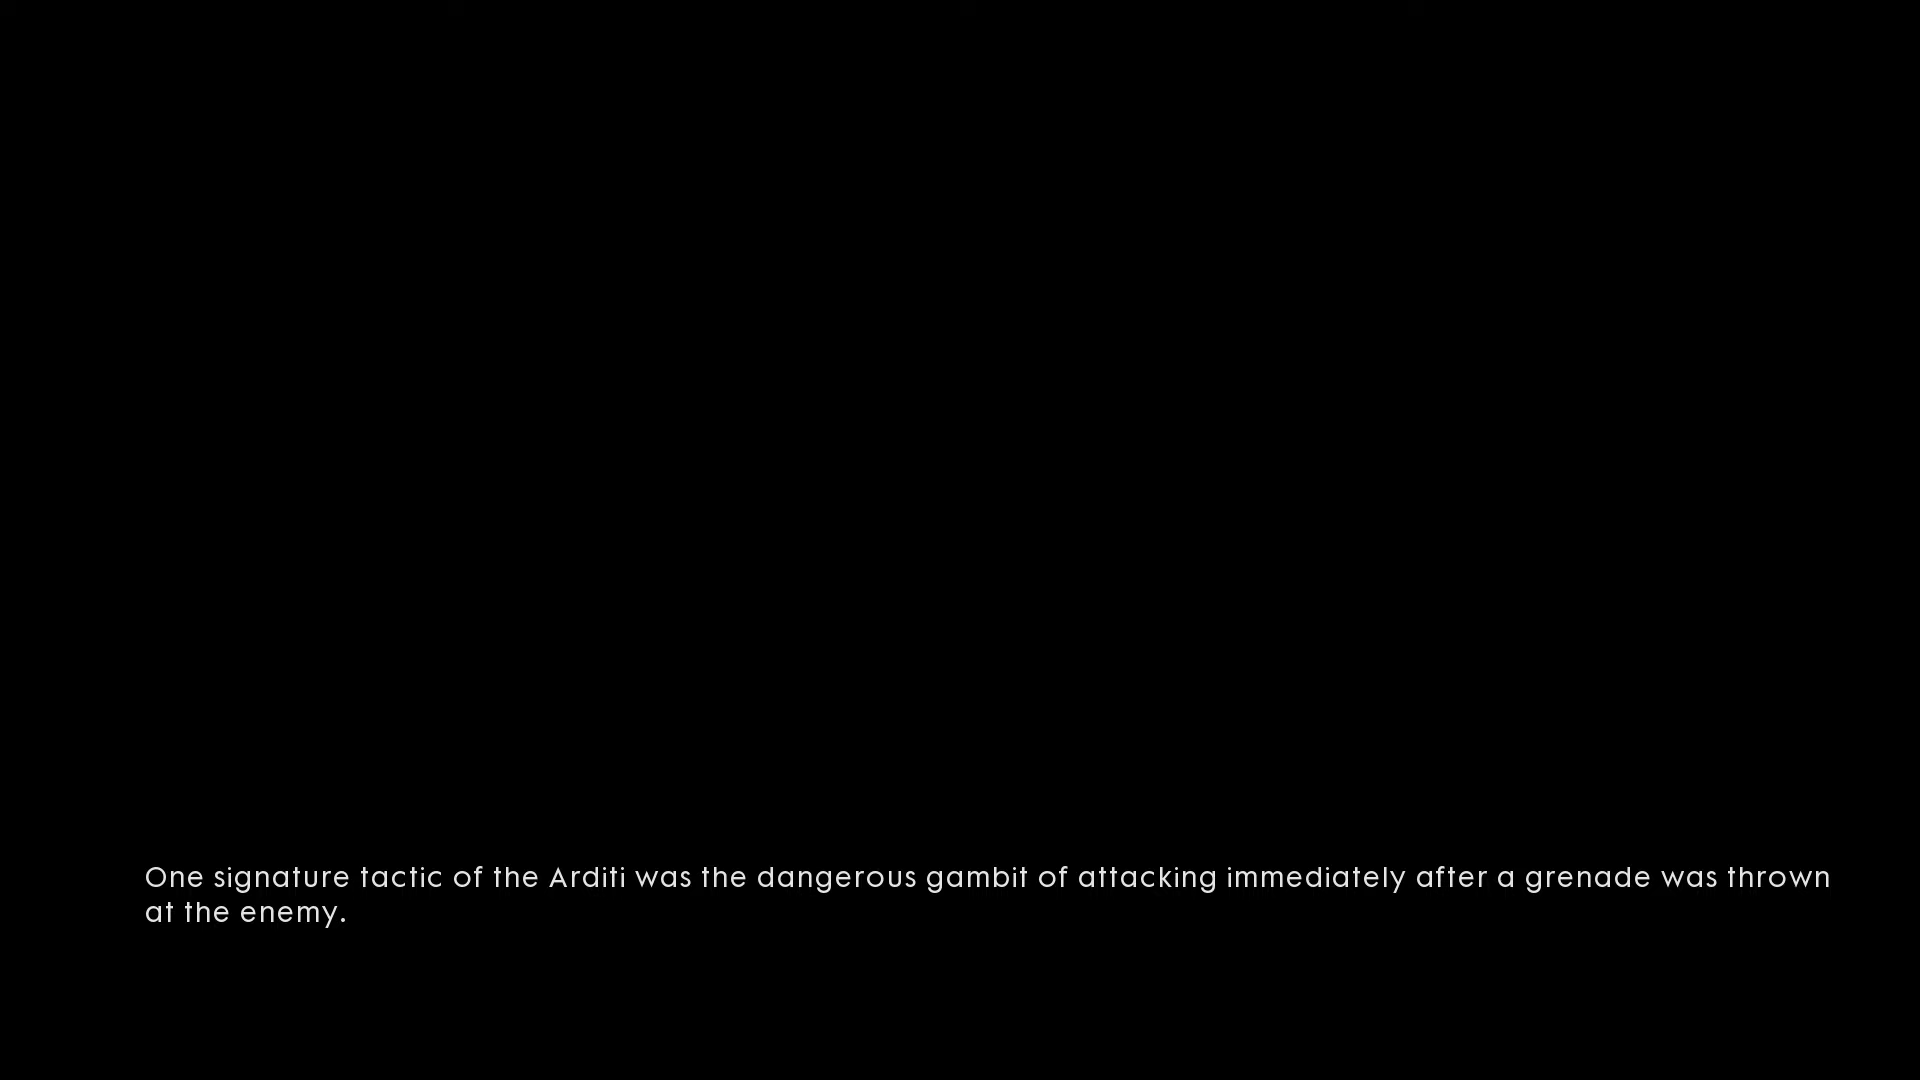 One signature tactic of the Arditi was the dangerous gambit of attacking immediately after a grenade was thrown
at the enemy.